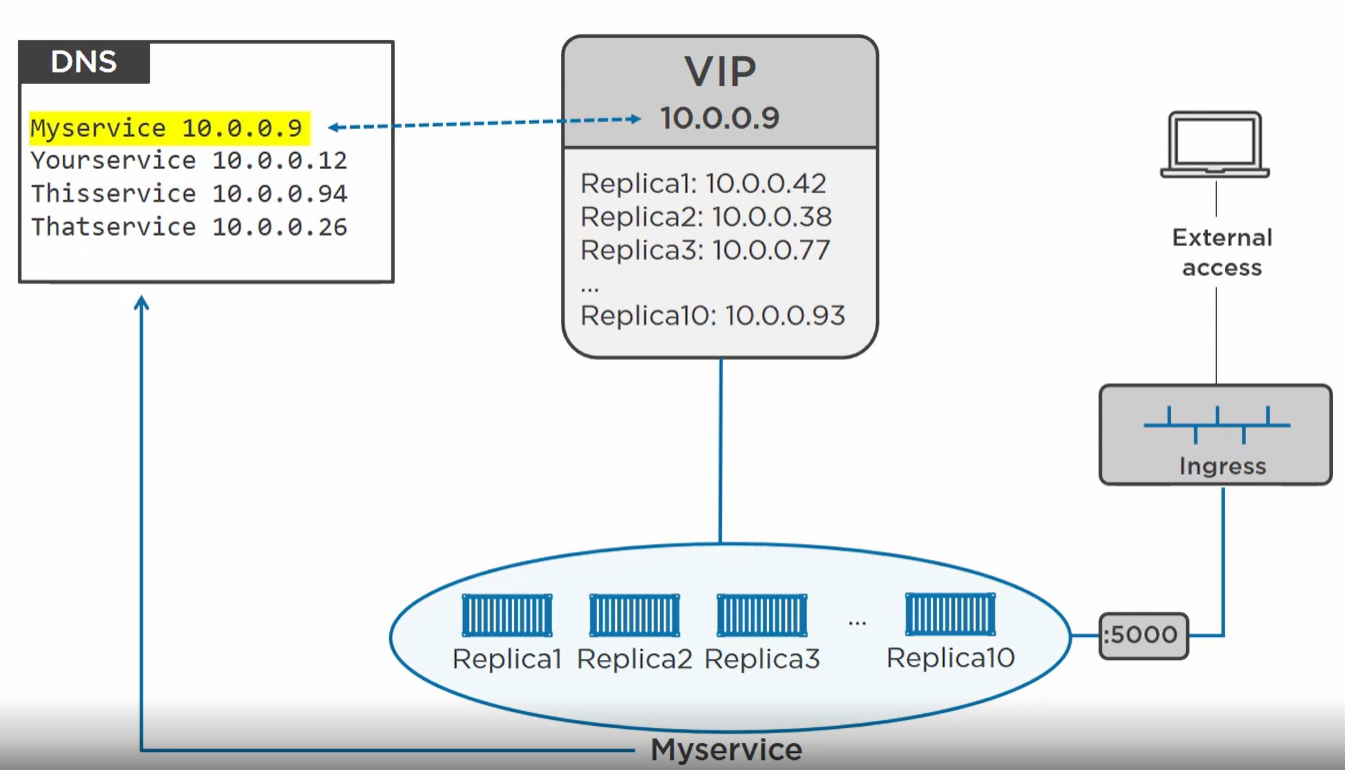 DNS
Myservice 10.0.0.9
Yourservice 10.0.0.12
Thisservice 10.0.0.94
Thatservice 10.0.0.26
VIP
10.0.0.9
Replica1: 10.0.0.42
Replica2: 10.0.0.38
Replica3: 10.0.0.77
...
Replica10: 10.0.0.93
External
access
Ingress
:5000
...
Replica1 Replica2 Replica3 Replica10
Myservice